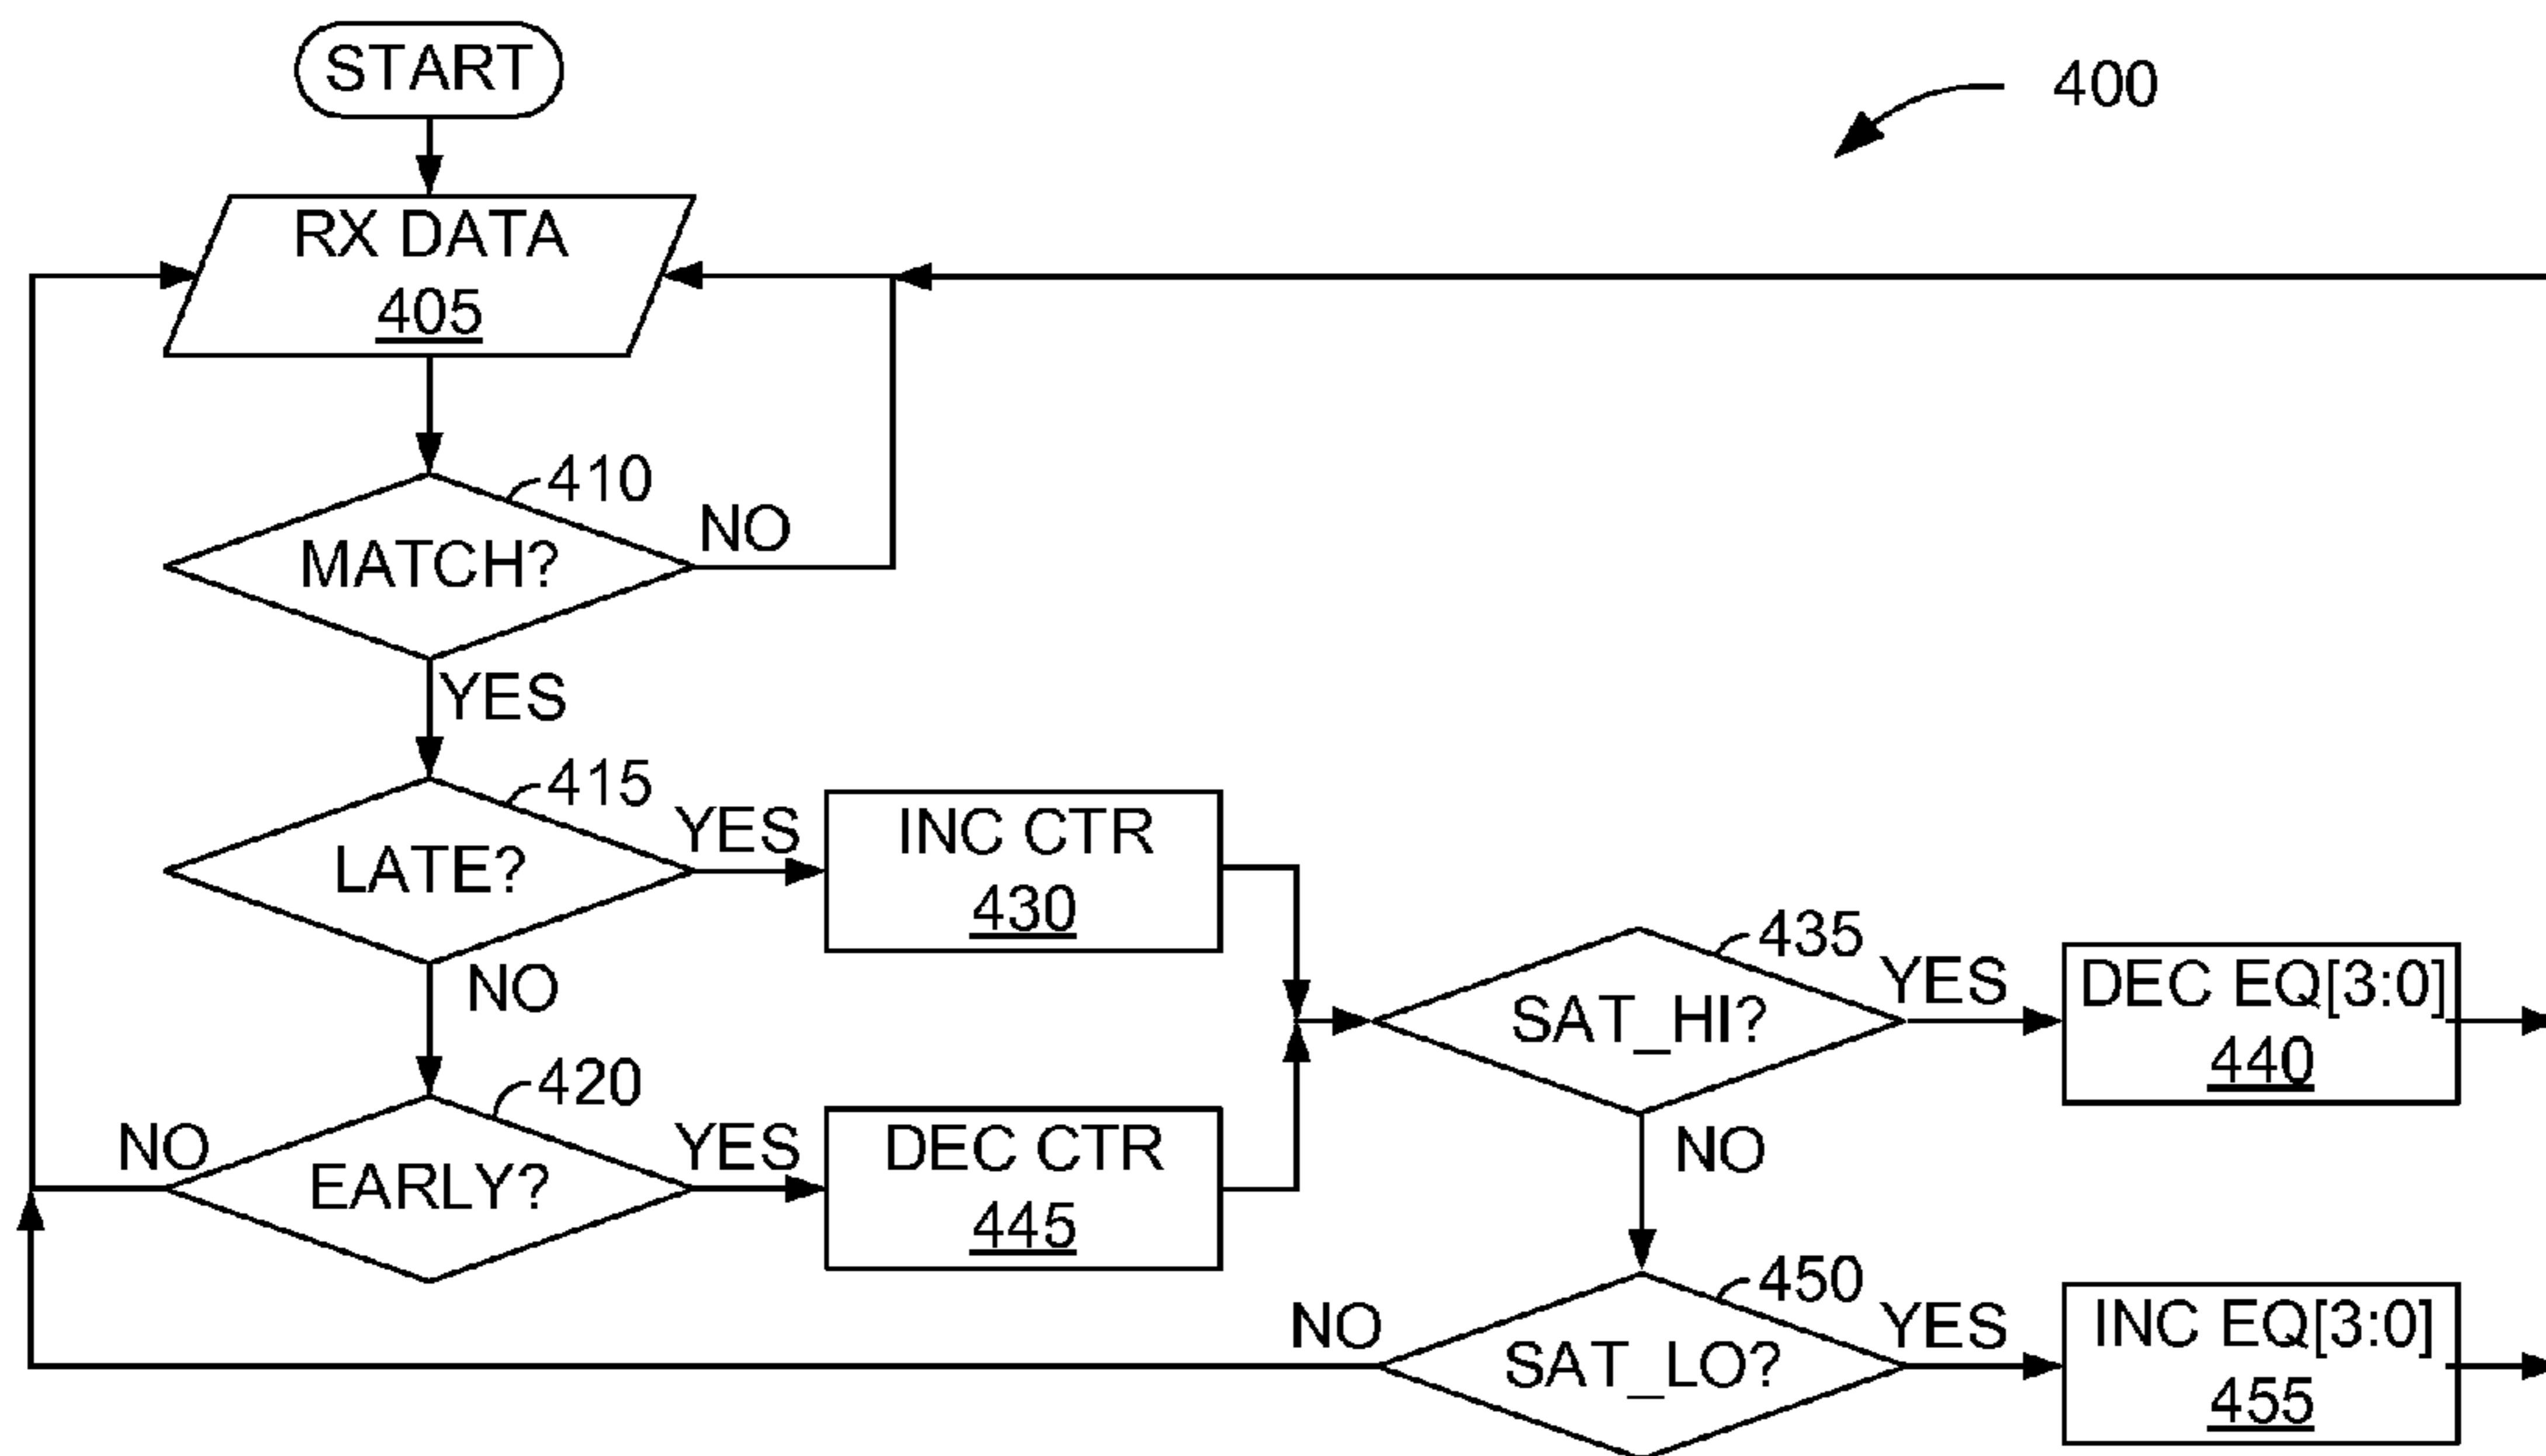 START
400
RX DATA
405
410
MATCH?
NO
YES
415
LATE?
YES
INC CTR
430
NO
435
SAT_HI?
YES
DEC EQ[3:0]
440
420
EARLY?
NO
YES
DEC CTR
445
NO
450
SAT_LO?
NO
YES
INC EQ[3:0]
455